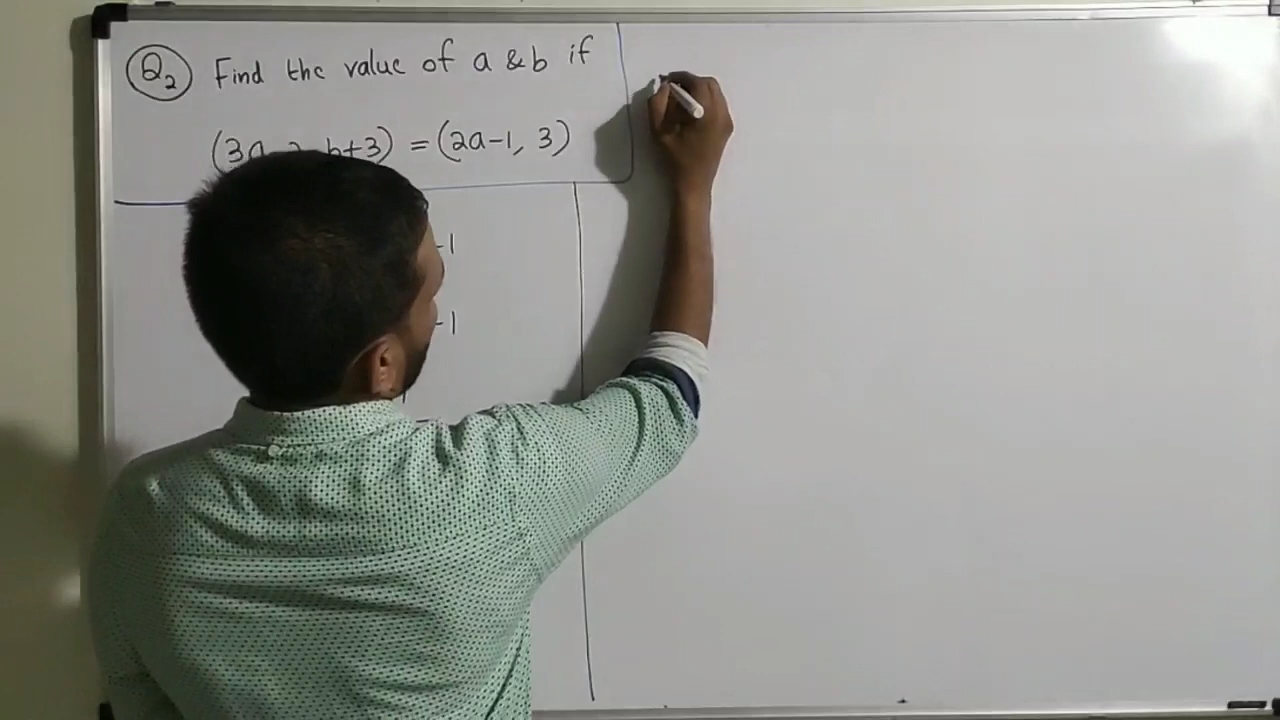 Q2 Find the value of a & b if
(3a b+3) = (2a-1, 3)
-1
-1